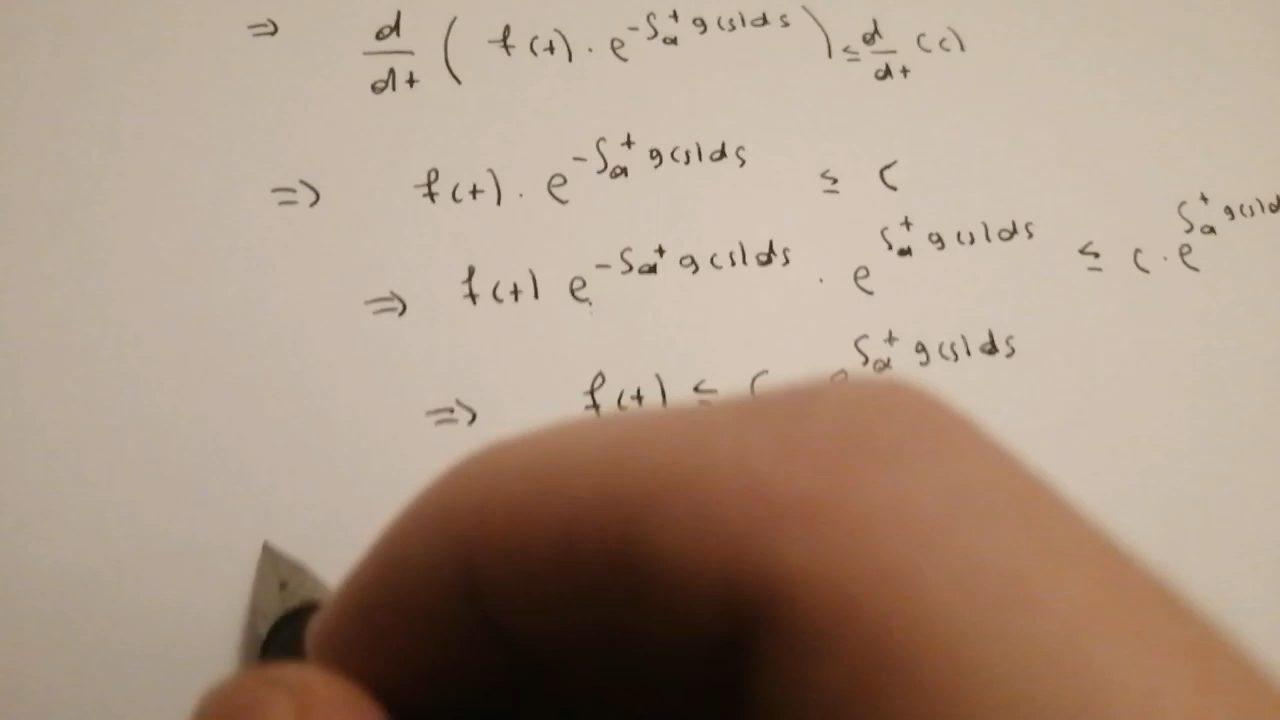 ⇒ d/dt ( f(t) · e^{-∫_a^t g(s)ds} ) ≤ d/dt (c)
⇒ f(t) · e^{-∫_a^t g(s)ds} ≤ c
⇒ f(t) e^{-∫_a^t g(s)ds} · e^{∫_a^t g(s)ds} ≤ c · e^{∫_a^t g(s)d
⇒ f(t) ≤ c e^{∫_a^t g(s)ds}